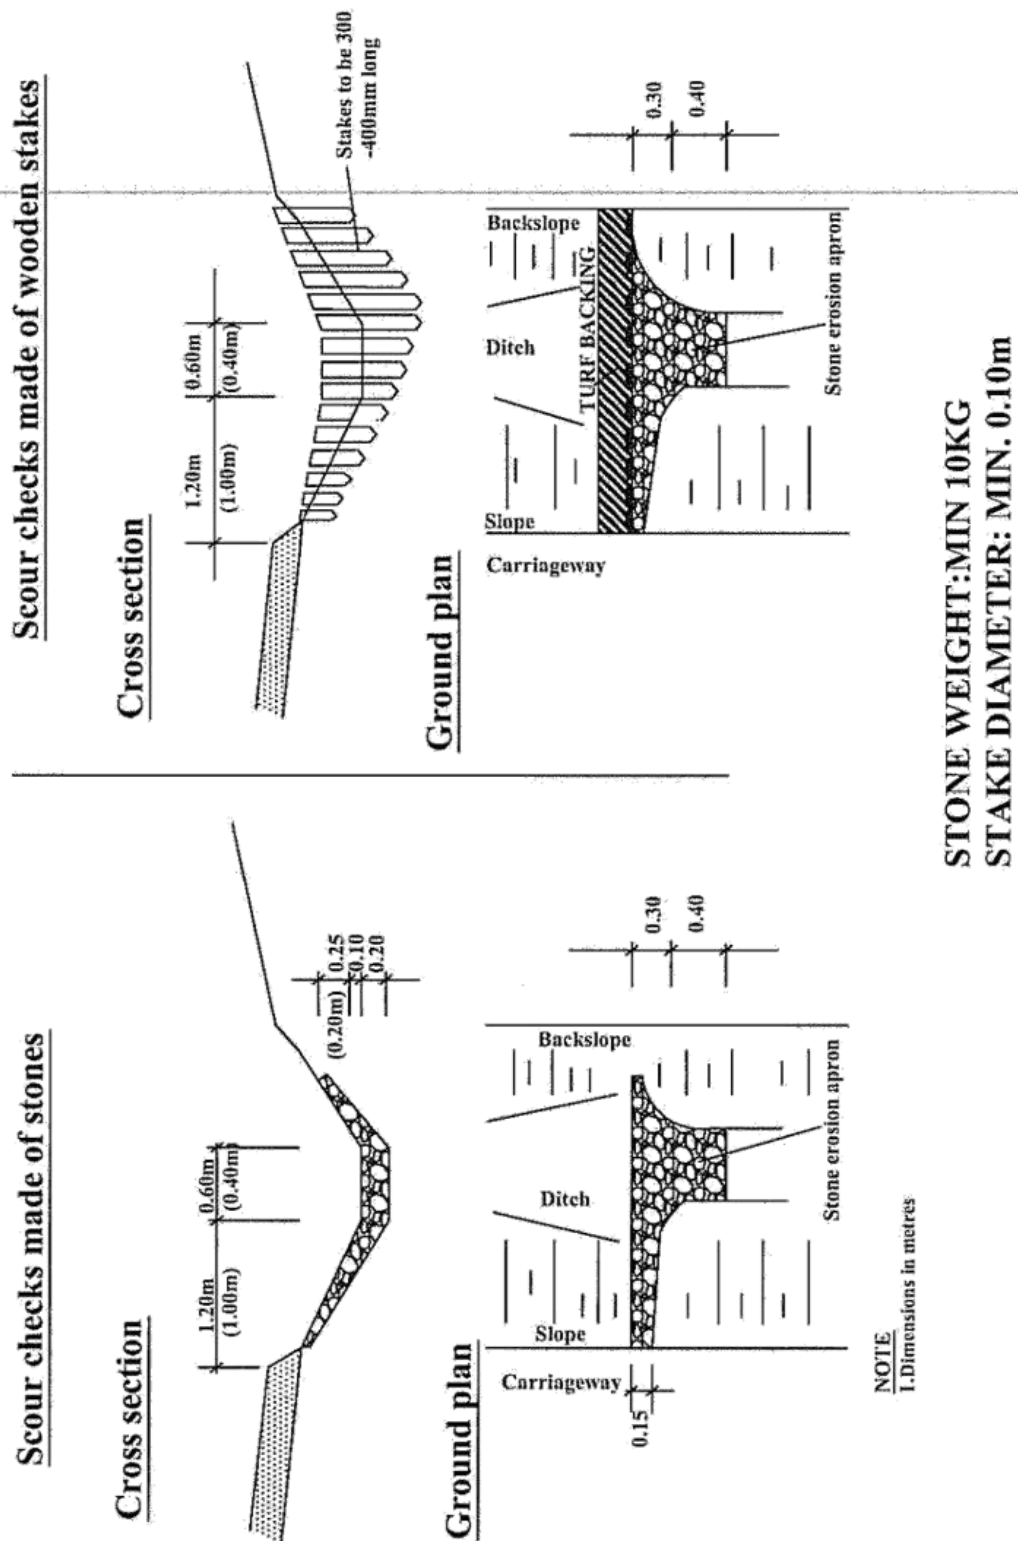 Scour checks made of stones
Cross section
1.20m
(1.00m)
0.60m
(0.40m)
(0.20m)
0.25
0.10
0.20
Ground plan
Carriageway
Slope
Ditch
Backslope
0.15
0.30
0.40
Stone erosion apron
NOTE
1.Dimensions in metres
Scour checks made of wooden stakes
Cross section
1.20m
(1.00m)
0.60m
(0.40m)
Stakes to be 300
-400mm long
Ground plan
Carriageway
Slope
Ditch
Backslope
TURF BACKING
0.30
0.40
Stone erosion apron
STONE WEIGHT:MIN 10KG
STAKE DIAMETER: MIN. 0.10m